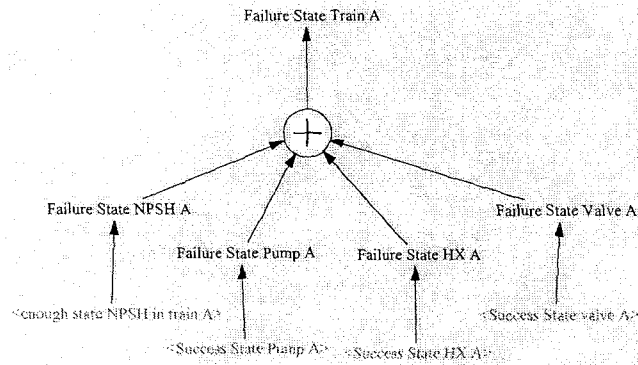 Failure State Train A
Failure State NPSH A
Failure State Valve A
Failure State Pump A
Failure State HX A
<enough state NPSH in train A>
<Success State valve A>
<Success State Pump A>
<Success State HX A>